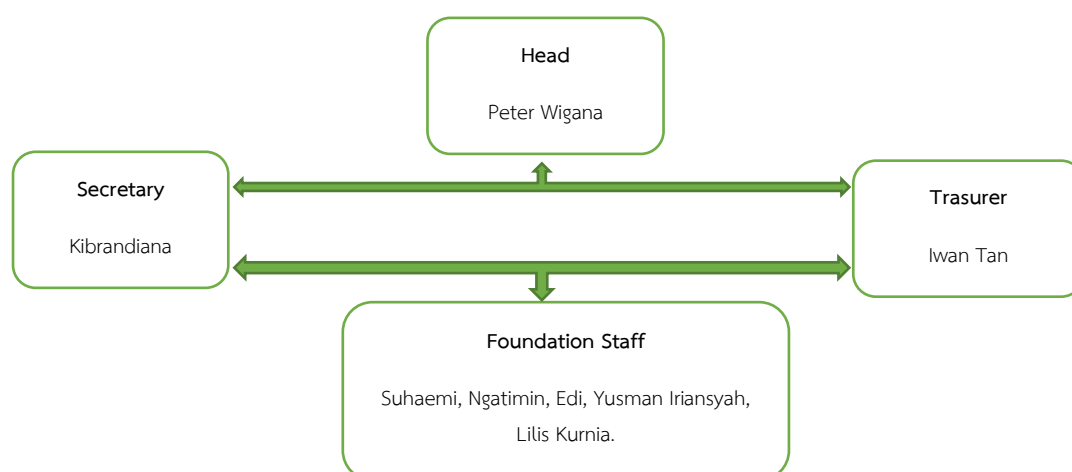 Head
Peter Wigana
Secretary
Kibrandiana
Trasurer
Iwan Tan
Foundation Staff
Suhaemi, Ngatimin, Edi, Yusman Iriansyah,
Lilis Kurnia.